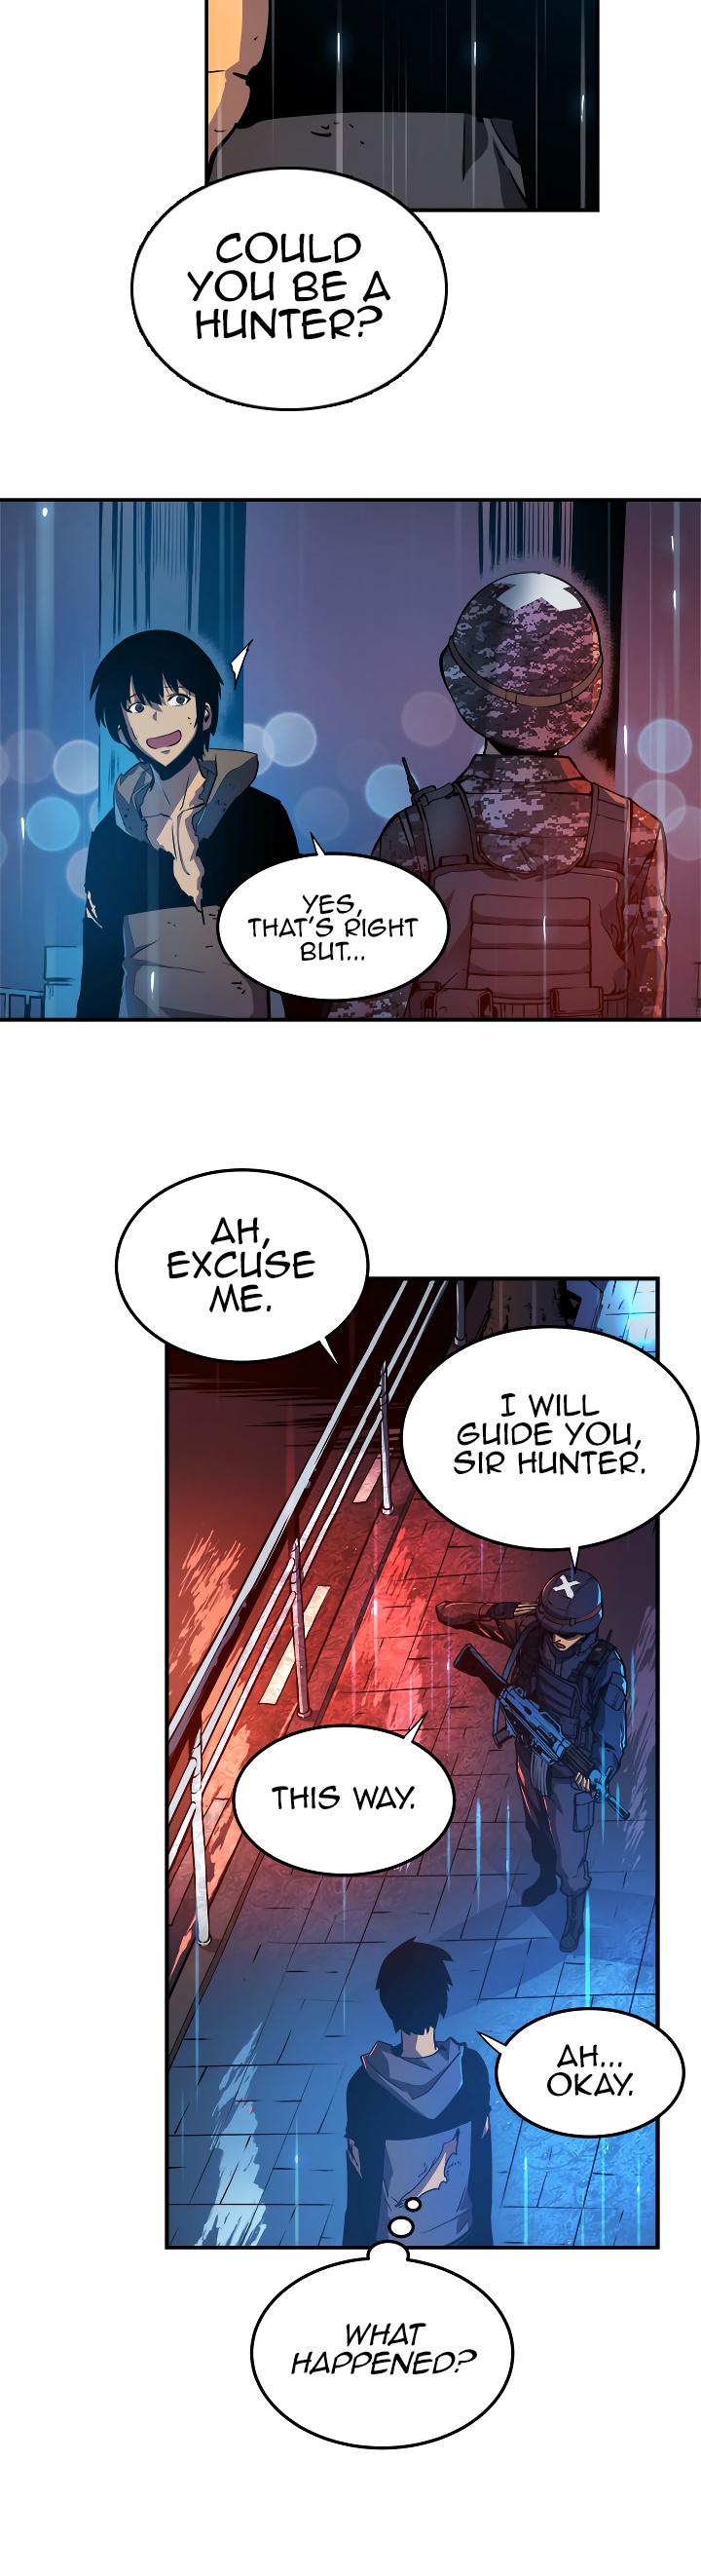 COULD
YOU BE A
HUNTER?
YES,
THAT'S RIGHT
BUT...
AH,
EXCUSE
ME.
I WILL
GUIDE YOU,
SIR HUNTER.
THIS WAY.
AH...
OKAY.
WHAT
HAPPENED?